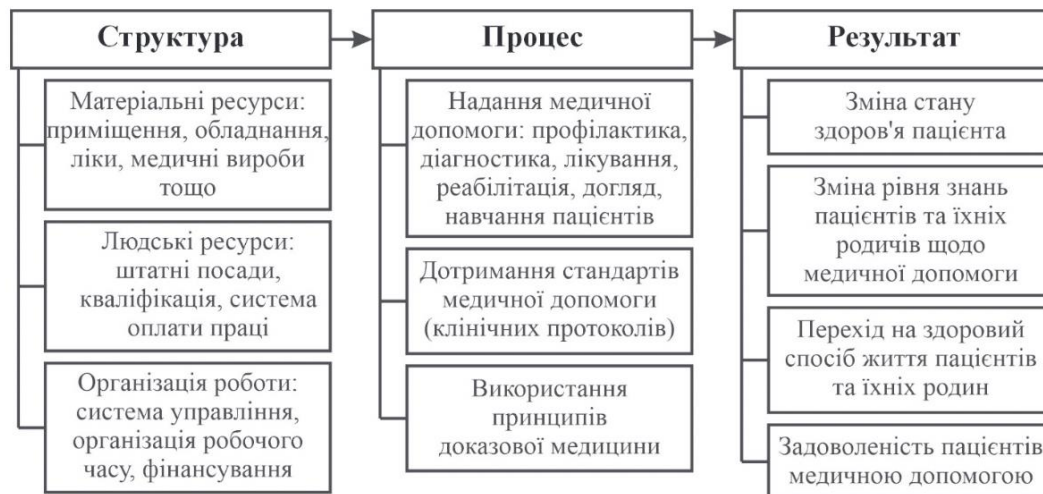 Структура
Матеріальні ресурси:
приміщення, обладнання,
ліки, медичні вироби
тощо
Людські ресурси:
штатні посади,
кваліфікація, система
оплати праці
Організація роботи:
система управління,
організація робочого
часу, фінансування
Процес
Надання медичної
допомоги: профілактика,
діагностика, лікування,
реабілітація, догляд,
навчання пацієнтів
Дотримання стандартів
медичної допомоги
(клінічних протоколів)
Використання
принципів
доказової медицини
Результат
Зміна стану
здоров'я пацієнта
Зміна рівня знань
пацієнтів та їхніх
родичів щодо
медичної допомоги
Перехід на здоровий
спосіб життя пацієнтів
та їхніх родин
Задоволеність пацієнтів
медичною допомогою